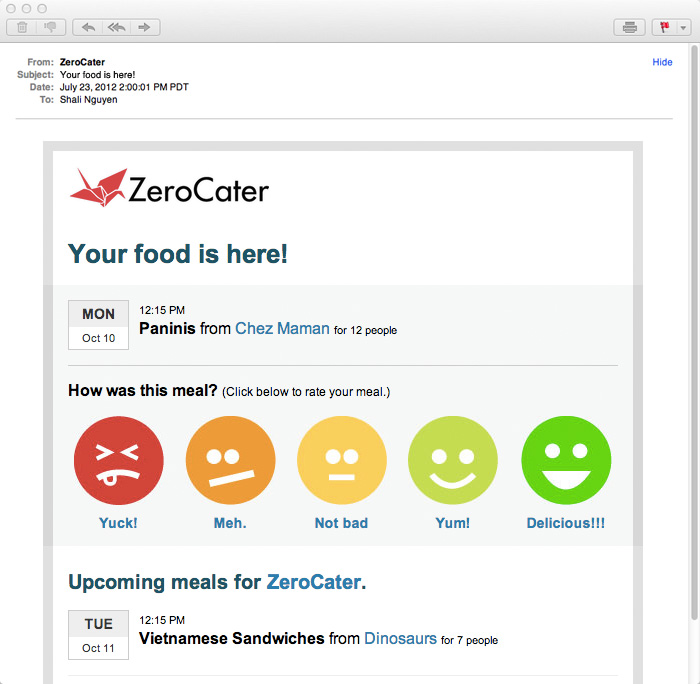 From: ZeroCater
Hide
Subject: Your food is here!
Date: July 23, 2012 2:00:01 PM PDT
To: Shali Nguyen
ZeroCater
Your food is here!
MON
Oct 10
12:15 PM
Paninis from Chez Maman for 12 people
How was this meal? (Click below to rate your meal.)
Yuck!
Meh.
Not bad
Yum!
Delicious!!!
Upcoming meals for ZeroCater.
TUE
Oct 11
12:15 PM
Vietnamese Sandwiches from Dinosaurs for 7 people